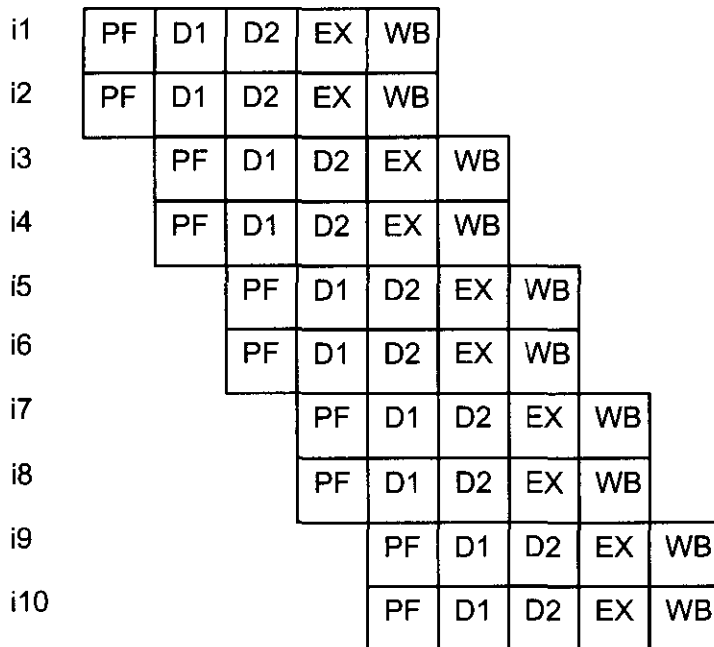 i1 PF D1 D2 EX WB
i2 PF D1 D2 EX WB
i3 PF D1 D2 EX WB
i4 PF D1 D2 EX WB
i5 PF D1 D2 EX WB
i6 PF D1 D2 EX WB
i7 PF D1 D2 EX WB
i8 PF D1 D2 EX WB
i9 PF D1 D2 EX WB
i10 PF D1 D2 EX WB